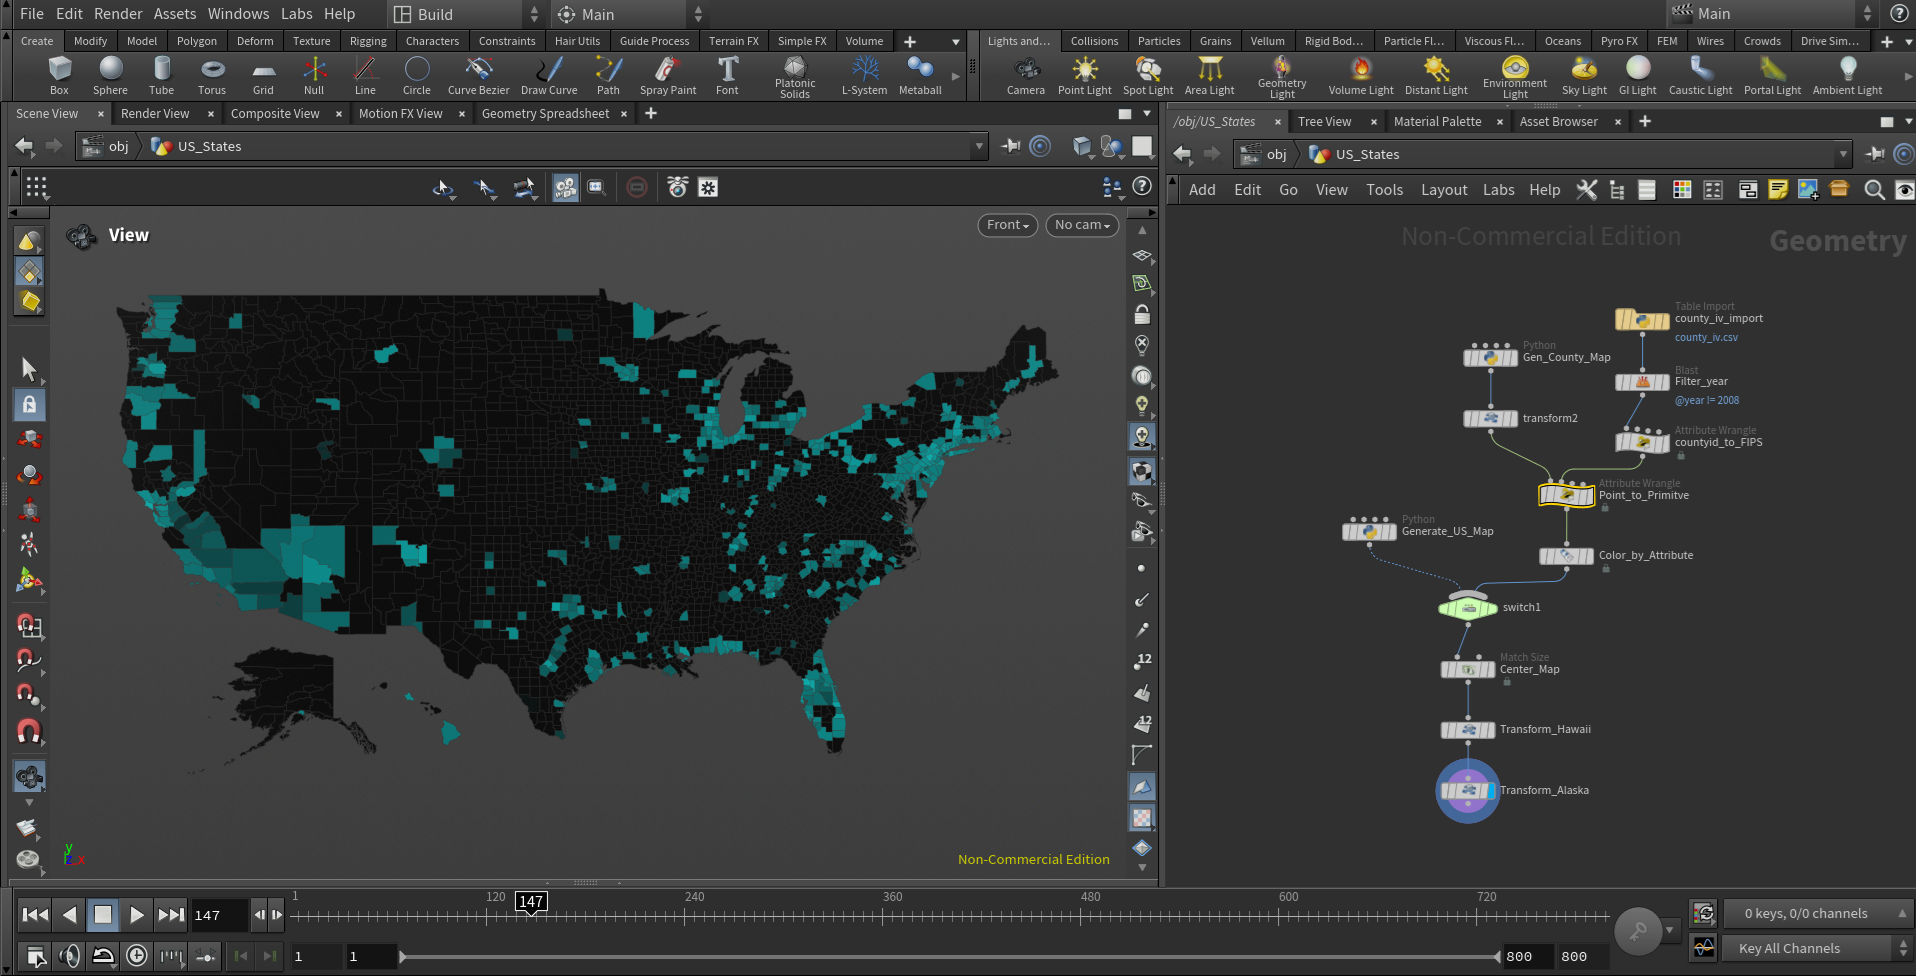 File Edit Render Assets Windows Labs Help Build Main Main
Create Modify Model Polygon Deform Texture Rigging Characters Constraints Hair Utils Guide Process Terrain FX Simple FX Volume
Lights and... Collisions Particles Grains Vellum Rigid Bod... Particle Fl... Viscous Fl... Oceans Pyro FX FEM Wires Crowds Drive Sim...
Box Sphere Tube Torus Grid Null Line Circle Curve Bezier Draw Curve Path Spray Paint Font Platonic Solids L-System Metaball
Camera Point Light Spot Light Area Light Geometry Light Volume Light Distant Light Environment Light Sky Light GI Light Caustic Light Portal Light Ambient Light
Scene View Render View Composite View Motion FX View Geometry Spreadsheet
obj US_States
View
Front No cam
12
12
y
z x
Non-Commercial Edition
/obj/US_States Tree View Material Palette Asset Browser
obj US_States
Add Edit Go View Tools Layout Labs Help
Non-Commercial Edition Geometry
Table Import
county_iv_import
county_iv.csv
Python
Gen_County_Map
Blast
Filter_year
@year != 2008
transform2
Attribute Wrangle
countyid_to_FIPS
Attribute Wrangle
Point_to_Primitve
Python
Generate_US_Map
Color_by_Attribute
switch1
Match Size
Center_Map
Transform_Hawaii
Transform_Alaska
147
1 120 147 240 360 480 600 720
0 keys, 0/0 channels
1 1 800 800
Key All Channels